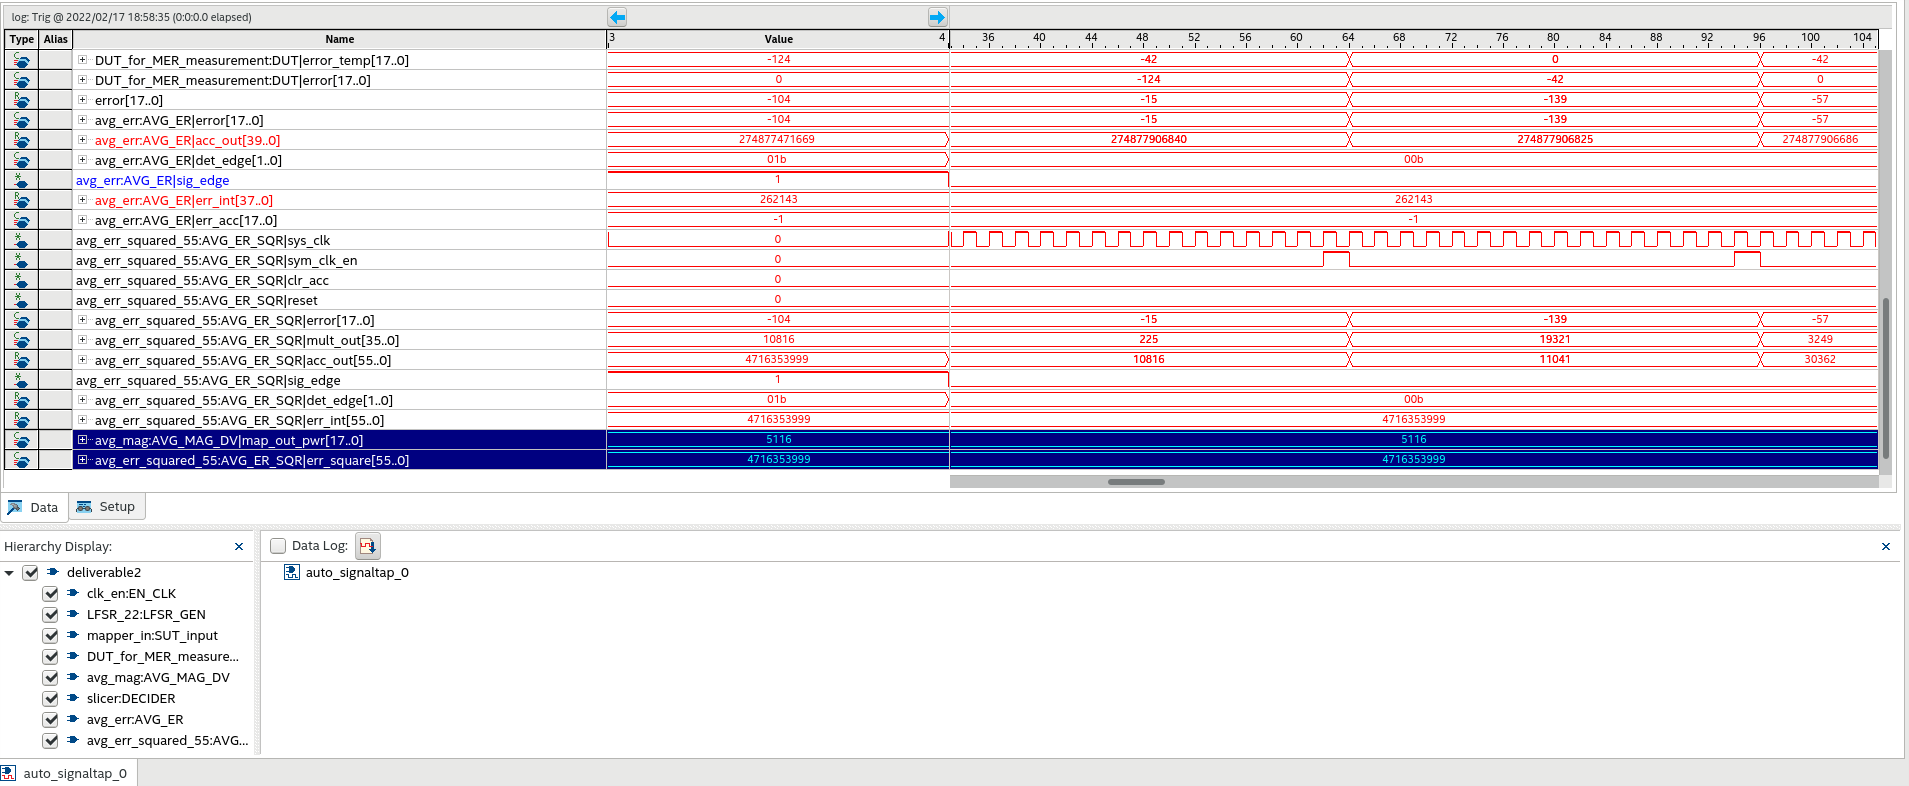 log: Trig @ 2022/02/17 18:58:35 (0:0:0.0 elapsed)
Type Alias Name 3 Value 4 36 40 44 48 52 56 60 64 68 72 76 80 84 88 92 96 100 104
DUT_for_MER_measurement:DUT|error_temp[17..0] -124 -42 0 -42
DUT_for_MER_measurement:DUT|error[17..0] 0 -124 -42 0
error[17..0] -104 -15 -139 -57
avg_err:AVG_ER|error[17..0] -104 -15 -139 -57
avg_err:AVG_ER|acc_out[39..0] 274877471669 274877906840 274877906825 274877906686
avg_err:AVG_ER|det_edge[1..0] 01b 00b
avg_err:AVG_ER|sig_edge 1
avg_err:AVG_ER|err_int[37..0] 262143 262143
avg_err:AVG_ER|err_acc[17..0] -1 -1
avg_err_squared_55:AVG_ER_SQR|sys_clk 0
avg_err_squared_55:AVG_ER_SQR|sym_clk_en 0
avg_err_squared_55:AVG_ER_SQR|clr_acc 0
avg_err_squared_55:AVG_ER_SQR|reset 0
avg_err_squared_55:AVG_ER_SQR|error[17..0] -104 -15 -139 -57
avg_err_squared_55:AVG_ER_SQR|mult_out[35..0] 10816 225 19321 3249
avg_err_squared_55:AVG_ER_SQR|acc_out[55..0] 4716353999 10816 11041 30362
avg_err_squared_55:AVG_ER_SQR|sig_edge 1
avg_err_squared_55:AVG_ER_SQR|det_edge[1..0] 01b 00b
avg_err_squared_55:AVG_ER_SQR|err_int[55..0] 4716353999 4716353999
avg_mag:AVG_MAG_DV|map_out_pwr[17..0] 5116 5116
avg_err_squared_55:AVG_ER_SQR|err_square[55..0] 4716353999 4716353999
Data Setup
Hierarchy Display:
deliverable2
clk_en:EN_CLK
LFSR_22:LFSR_GEN
mapper_in:SUT_input
DUT_for_MER_measure...
avg_mag:AVG_MAG_DV
slicer:DECIDER
avg_err:AVG_ER
avg_err_squared_55:AVG...
Data Log:
auto_signaltap_0
auto_signaltap_0